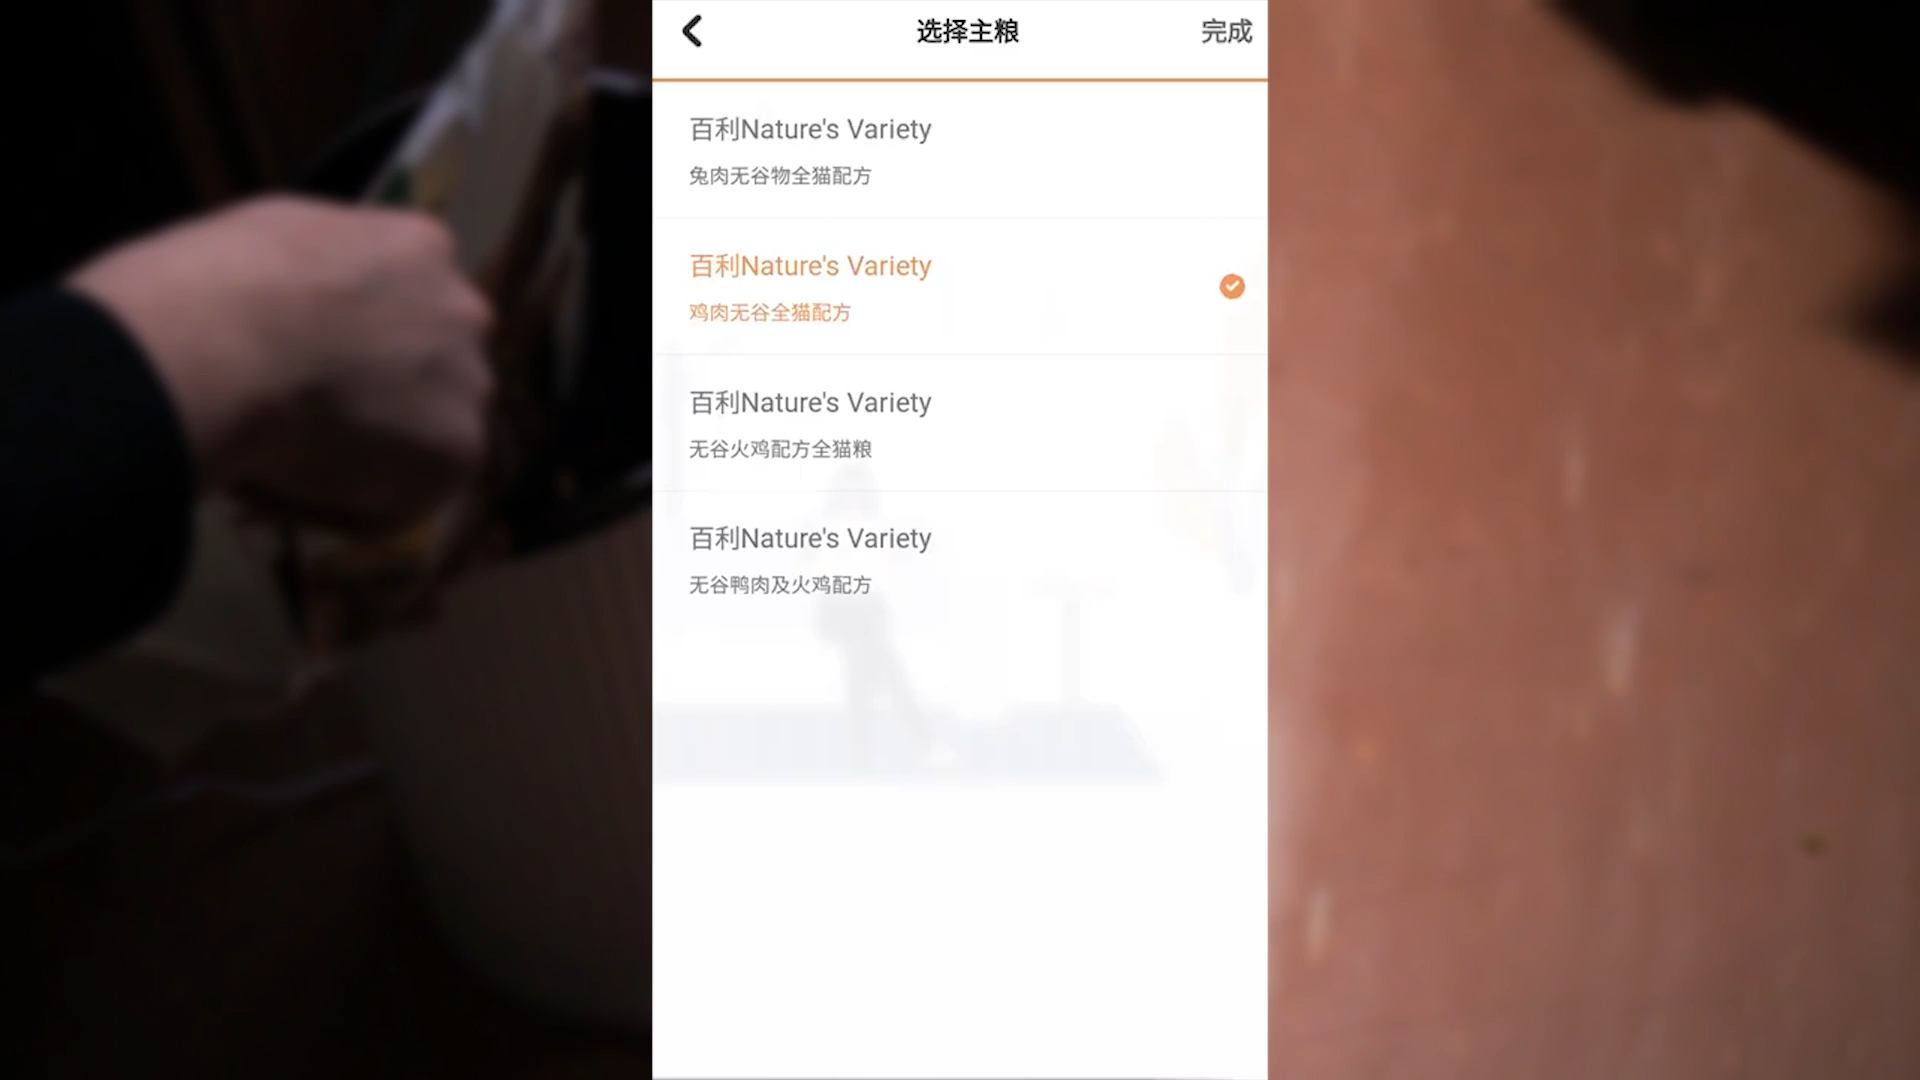 选择主粮
完成
百利Nature's Variety
兔肉无谷物全猫配方
百利Nature's Variety
鸡肉无谷全猫配方
百利Nature's Variety
无谷火鸡配方全猫粮
百利Nature's Variety
无谷鸭肉及火鸡配方